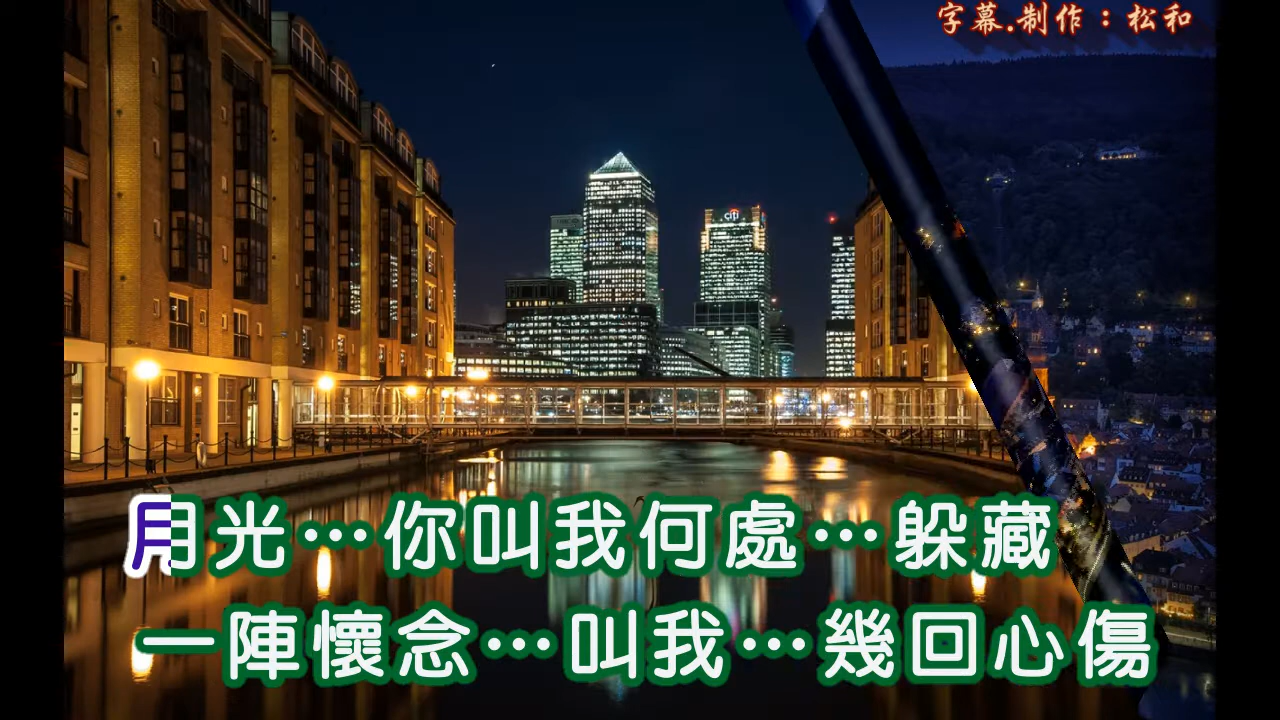 字幕.制作：松和
citi
月光…你叫我何處…躲藏
一陣懷念…叫我…幾回心傷